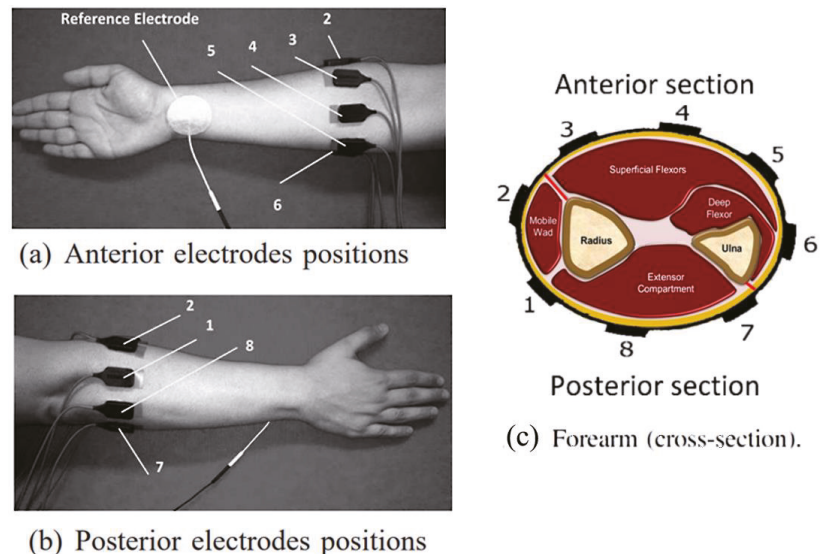 Reference Electrode
2
3
4
5
6
(a) Anterior electrodes positions
2
1
8
7
(b) Posterior electrodes positions
Anterior section
4
3
5
Superficial Flexors
2
Mobile
Wad
Deep
Flexor
Radius
Ulna
6
Extensor
Compartment
1
7
8
Posterior section
(c) Forearm (cross-section).